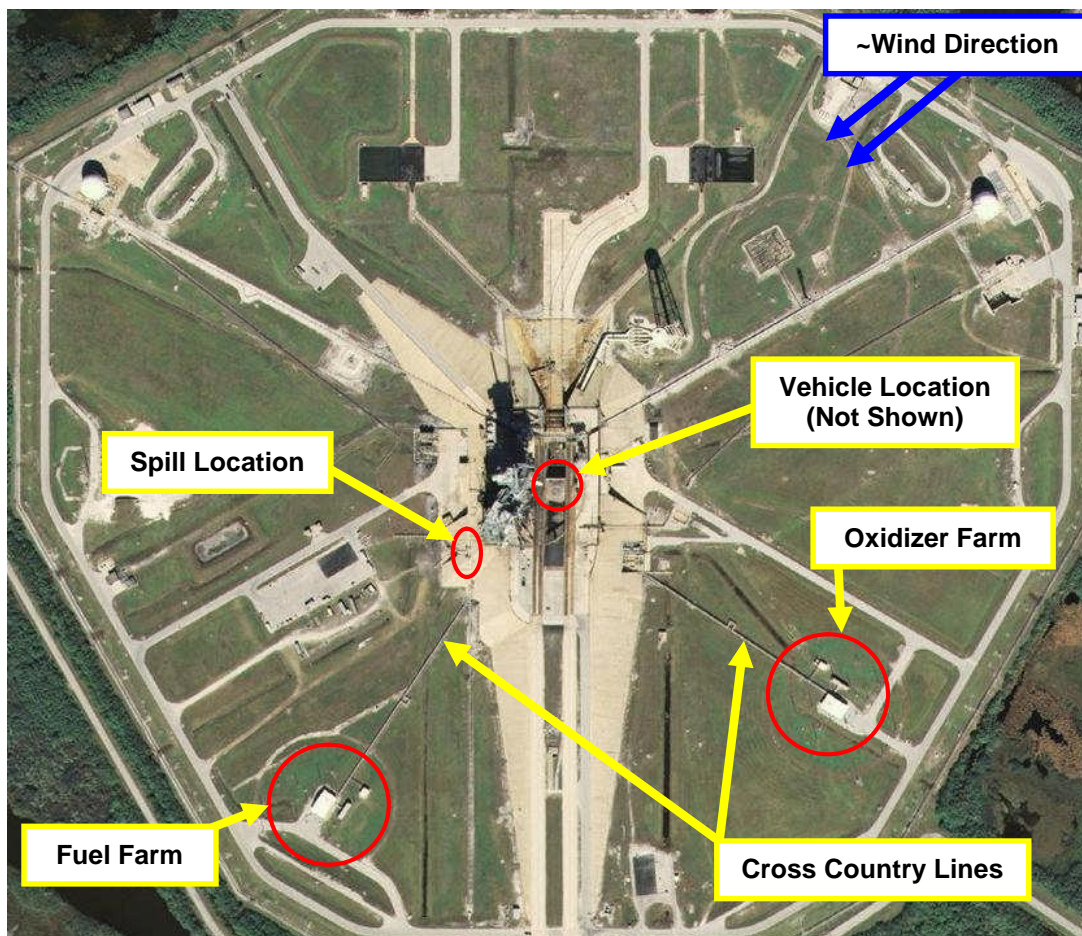 ~Wind Direction
Vehicle Location
(Not Shown)
Spill Location
Oxidizer Farm
Fuel Farm
Cross Country Lines